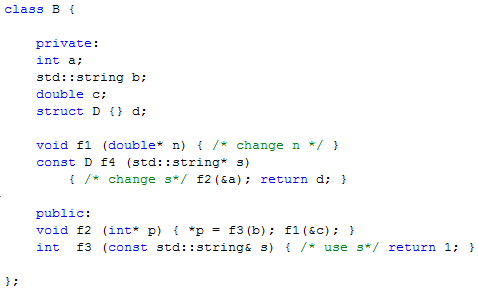 class B {
private:
int a;
std::string b;
double c;
struct D {} d;
void f1 (double* n) { /* change n */ }
const D f4 (std::string* s)
{ /* change s*/ f2(&a); return d; }
public:
void f2 (int* p) { *p = f3(b); f1(&c); }
int  f3 (const std::string& s) { /* use s*/ return 1; }
};